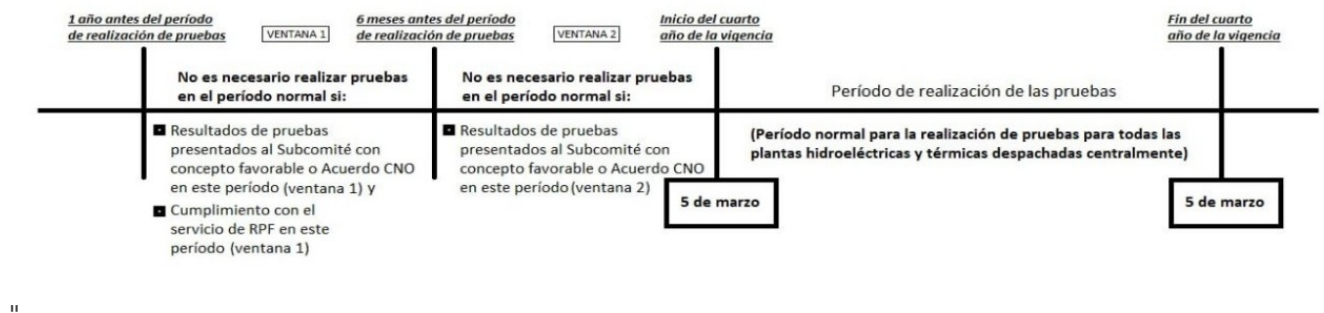 1 año antes del período
de realización de pruebas
VENTANA 1
6 meses antes del período
de realización de pruebas
VENTANA 2
Inicio del cuarto
año de la vigencia
Fin del cuarto
año de la vigencia
No es necesario realizar pruebas
en el período normal si:
No es necesario realizar pruebas
en el período normal si:
Período de realización de las pruebas
Resultados de pruebas
presentados al Subcomité con
concepto favorable o Acuerdo CNO
en este período (ventana 1) y
Cumplimiento con el
servicio de RPF en este
período (ventana 1)
Resultados de pruebas
presentados al Subcomité con
concepto favorable o Acuerdo CNO
en este período (ventana 2)
(Período normal para la realización de pruebas para todas las
plantas hidroeléctricas y térmicas despachadas centralmente)
5 de marzo
5 de marzo
"